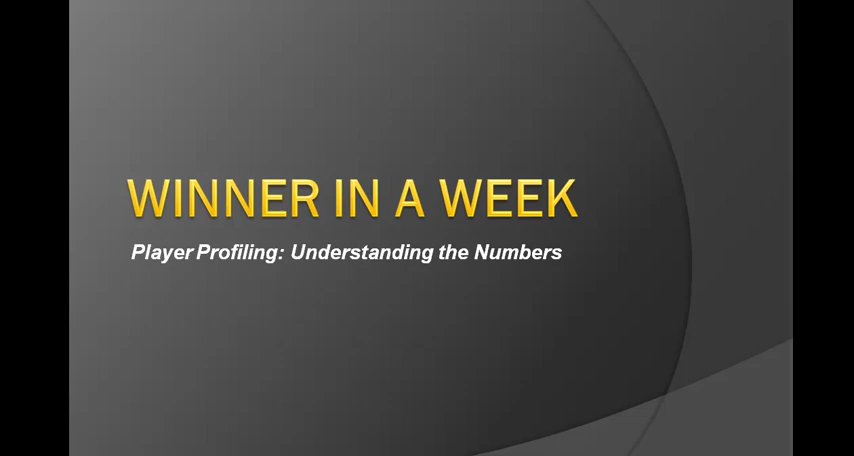 WINNER IN A WEEK
Player Profiling: Understanding the Numbers